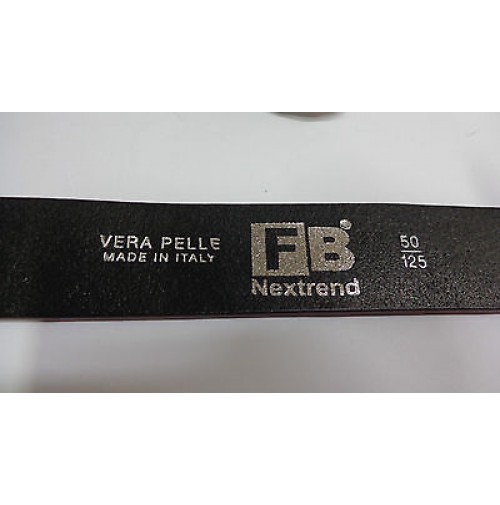 VERA PELLE
MADE IN ITALY
FB®
Nextrend
50
125